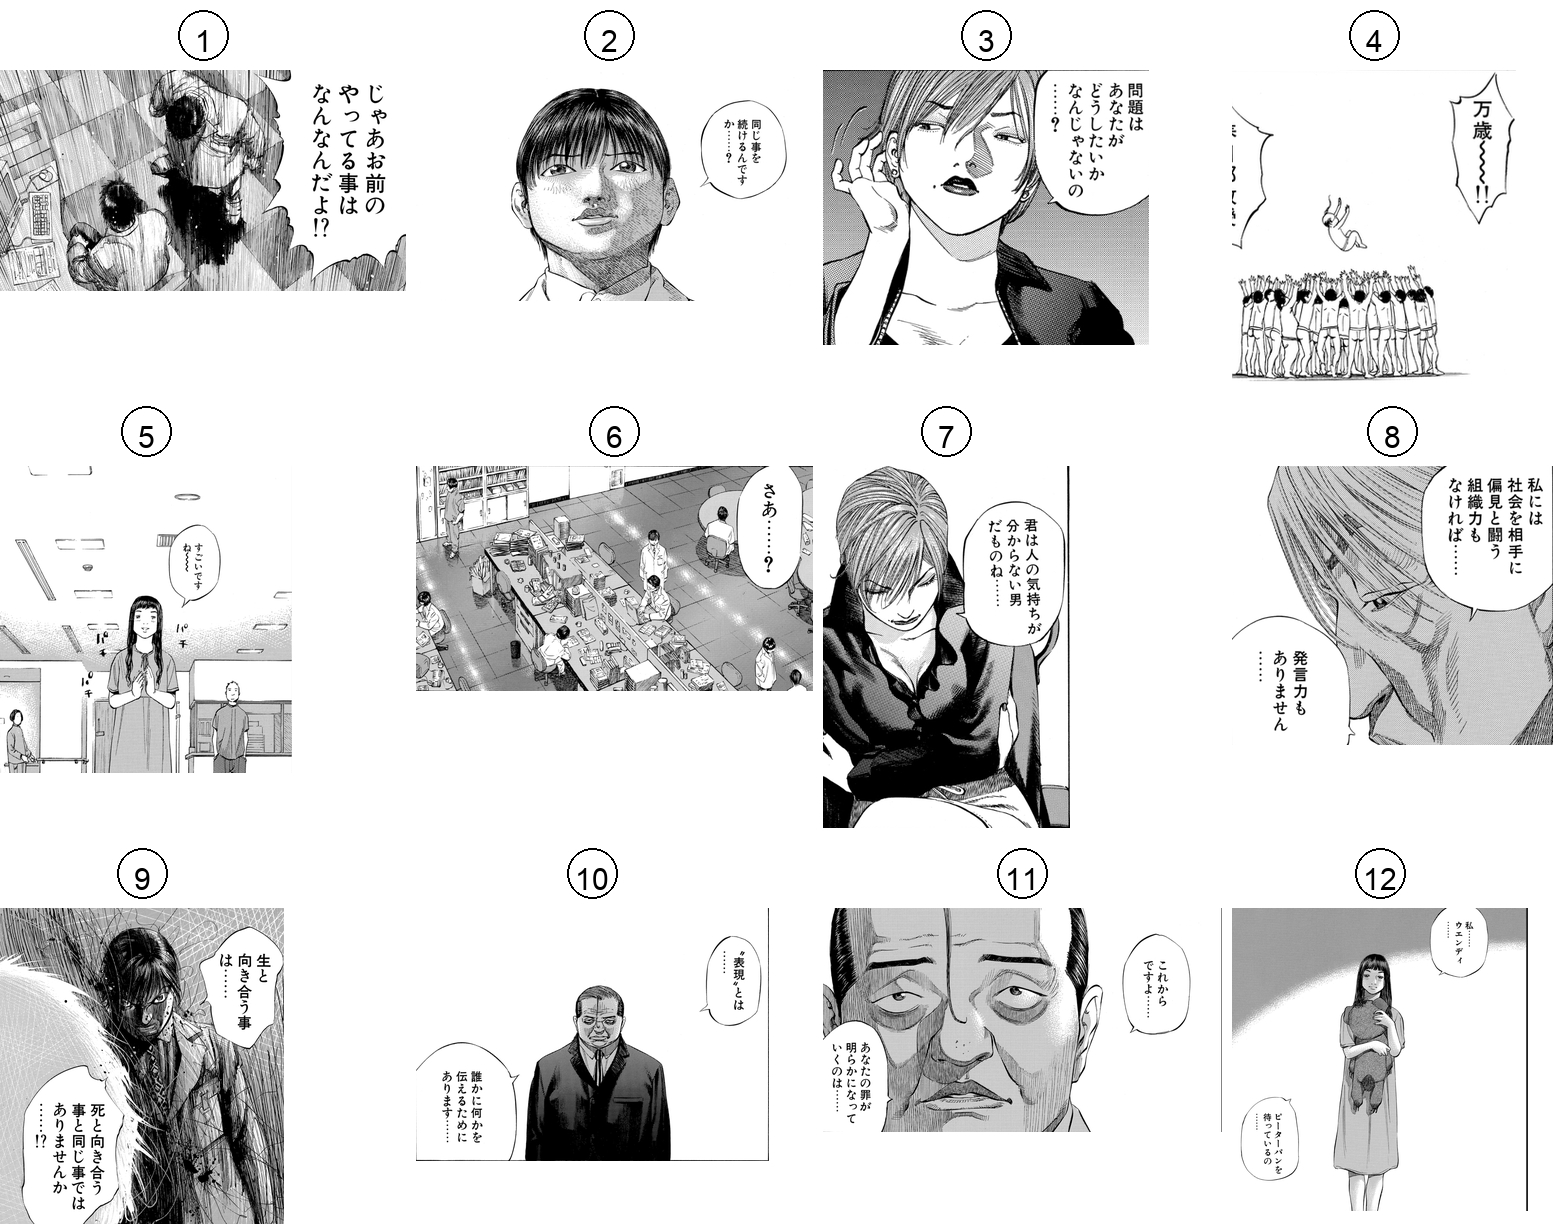 1
じゃあお前の
やってる事は
なんなんだよ!?
2
同じ事を
続けるんです
か……?
3
問題は
あなたが
どうしたいか
なんじゃないの
……?
4
万歳〜〜〜!!
5
すごいです
ね〜〜〜
パチ
パチ
パチ
6
さあ……?
7
君は人の気持ちが
分からない男
だものね……
8
私には
社会を相手に
偏見と闘う
組織力も
なければ……
発言力も
ありません
……
9
生と
向き合う事
は……
死と向き合う
事と同じ事では
ありませんか
……!?
10
〝表現〟とは
……
誰かに何かを
伝えるために
あります……
11
これから
ですよ……
あなたの罪が
明らかになって
いくのは……
12
私……
ウエンディ
……
ピーターパンを
待っているの